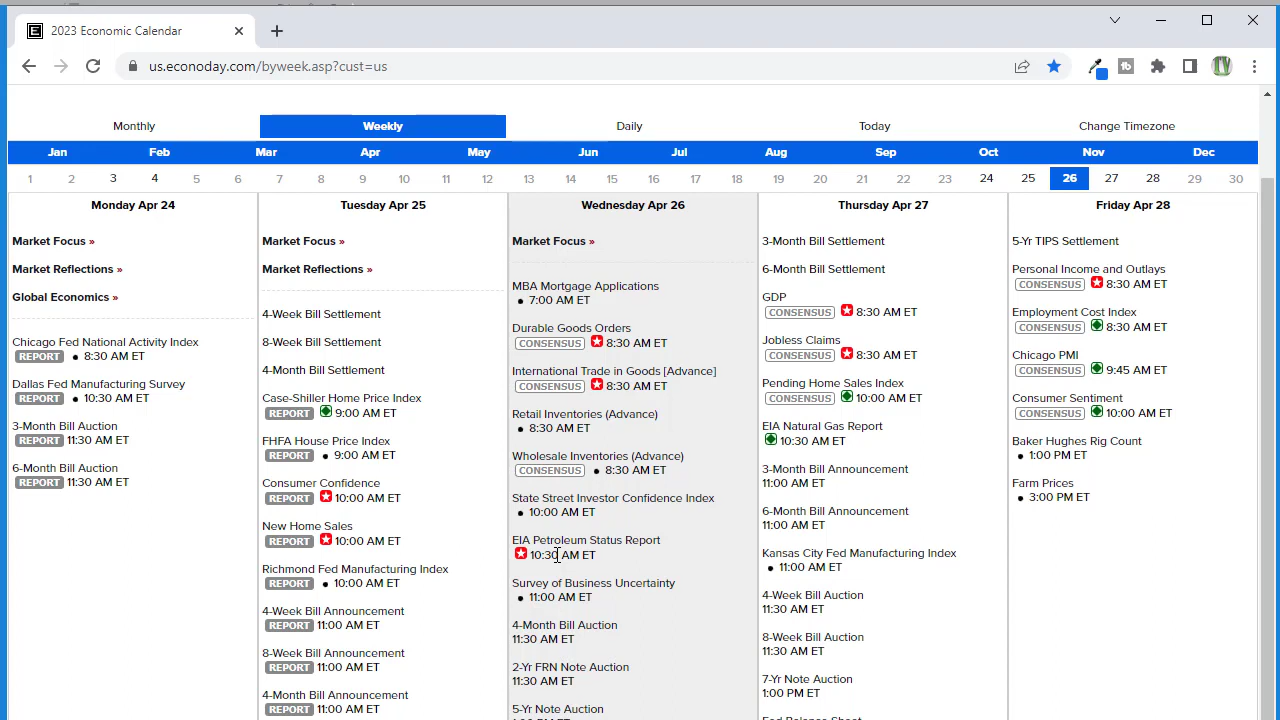 2023 Economic Calendar
us.econoday.com/byweek.asp?cust=us
Monthly Weekly Daily Today Change Timezone
Jan Feb Mar Apr May Jun Jul Aug Sep Oct Nov Dec
1 2 3 4 5 6 7 8 9 10 11 12 13 14 15 16 17 18 19 20 21 22 23 24 25 26 27 28 29 30
Monday Apr 24
Market Focus »
Market Reflections »
Global Economics »
Chicago Fed National Activity Index
REPORT • 8:30 AM ET
Dallas Fed Manufacturing Survey
REPORT • 10:30 AM ET
3-Month Bill Auction
REPORT 11:30 AM ET
6-Month Bill Auction
REPORT 11:30 AM ET
Tuesday Apr 25
Market Focus »
Market Reflections »
4-Week Bill Settlement
8-Week Bill Settlement
4-Month Bill Settlement
Case-Shiller Home Price Index
REPORT 9:00 AM ET
FHFA House Price Index
REPORT • 9:00 AM ET
Consumer Confidence
REPORT 10:00 AM ET
New Home Sales
REPORT 10:00 AM ET
Richmond Fed Manufacturing Index
REPORT • 10:00 AM ET
4-Week Bill Announcement
REPORT 11:00 AM ET
8-Week Bill Announcement
REPORT 11:00 AM ET
4-Month Bill Announcement
REPORT 11:00 AM ET
Wednesday Apr 26
Market Focus »
MBA Mortgage Applications
• 7:00 AM ET
Durable Goods Orders
CONSENSUS 8:30 AM ET
International Trade in Goods [Advance]
CONSENSUS 8:30 AM ET
Retail Inventories (Advance)
• 8:30 AM ET
Wholesale Inventories (Advance)
CONSENSUS • 8:30 AM ET
State Street Investor Confidence Index
• 10:00 AM ET
EIA Petroleum Status Report
10:30 AM ET
Survey of Business Uncertainty
• 11:00 AM ET
4-Month Bill Auction
11:30 AM ET
2-Yr FRN Note Auction
11:30 AM ET
5-Yr Note Auction
Thursday Apr 27
3-Month Bill Settlement
6-Month Bill Settlement
GDP
CONSENSUS 8:30 AM ET
Jobless Claims
CONSENSUS 8:30 AM ET
Pending Home Sales Index
CONSENSUS 10:00 AM ET
EIA Natural Gas Report
10:30 AM ET
3-Month Bill Announcement
11:00 AM ET
6-Month Bill Announcement
11:00 AM ET
Kansas City Fed Manufacturing Index
• 11:00 AM ET
4-Week Bill Auction
11:30 AM ET
8-Week Bill Auction
11:30 AM ET
7-Yr Note Auction
1:00 PM ET
Friday Apr 28
5-Yr TIPS Settlement
Personal Income and Outlays
CONSENSUS 8:30 AM ET
Employment Cost Index
CONSENSUS 8:30 AM ET
Chicago PMI
CONSENSUS 9:45 AM ET
Consumer Sentiment
CONSENSUS 10:00 AM ET
Baker Hughes Rig Count
• 1:00 PM ET
Farm Prices
• 3:00 PM ET